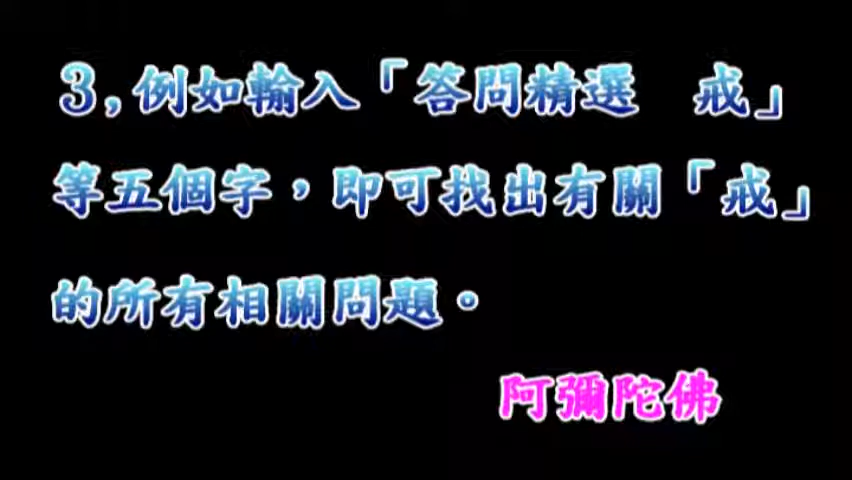 3,例如輸入「答問精選　戒」
等五個字，即可找出有關「戒」
的所有相關問題。
阿彌陀佛